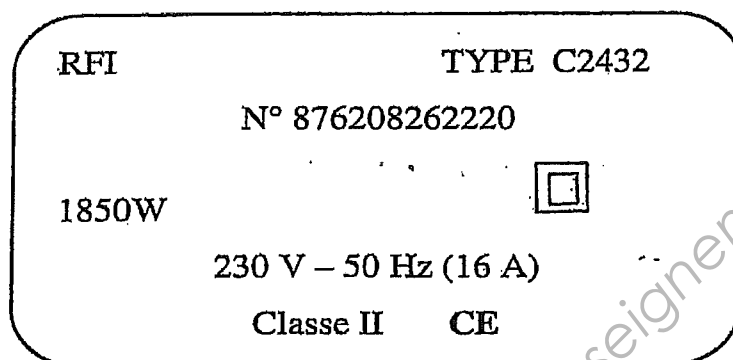 RFI TYPE C2432
N° 876208262220
1850W
230 V – 50 Hz (16 A)
Classe II CE